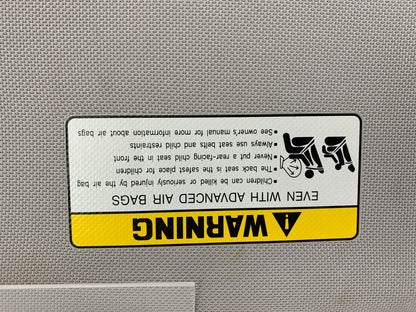 WARNING
EVEN WITH ADVANCED AIR BAGS
• Children can be killed or seriously injured by the air bag
• The back seat is the safest place for children
• Never put a rear-facing child seat in the front
• Always use seat belts and child restraints
• See owner's manual for more information about air bags